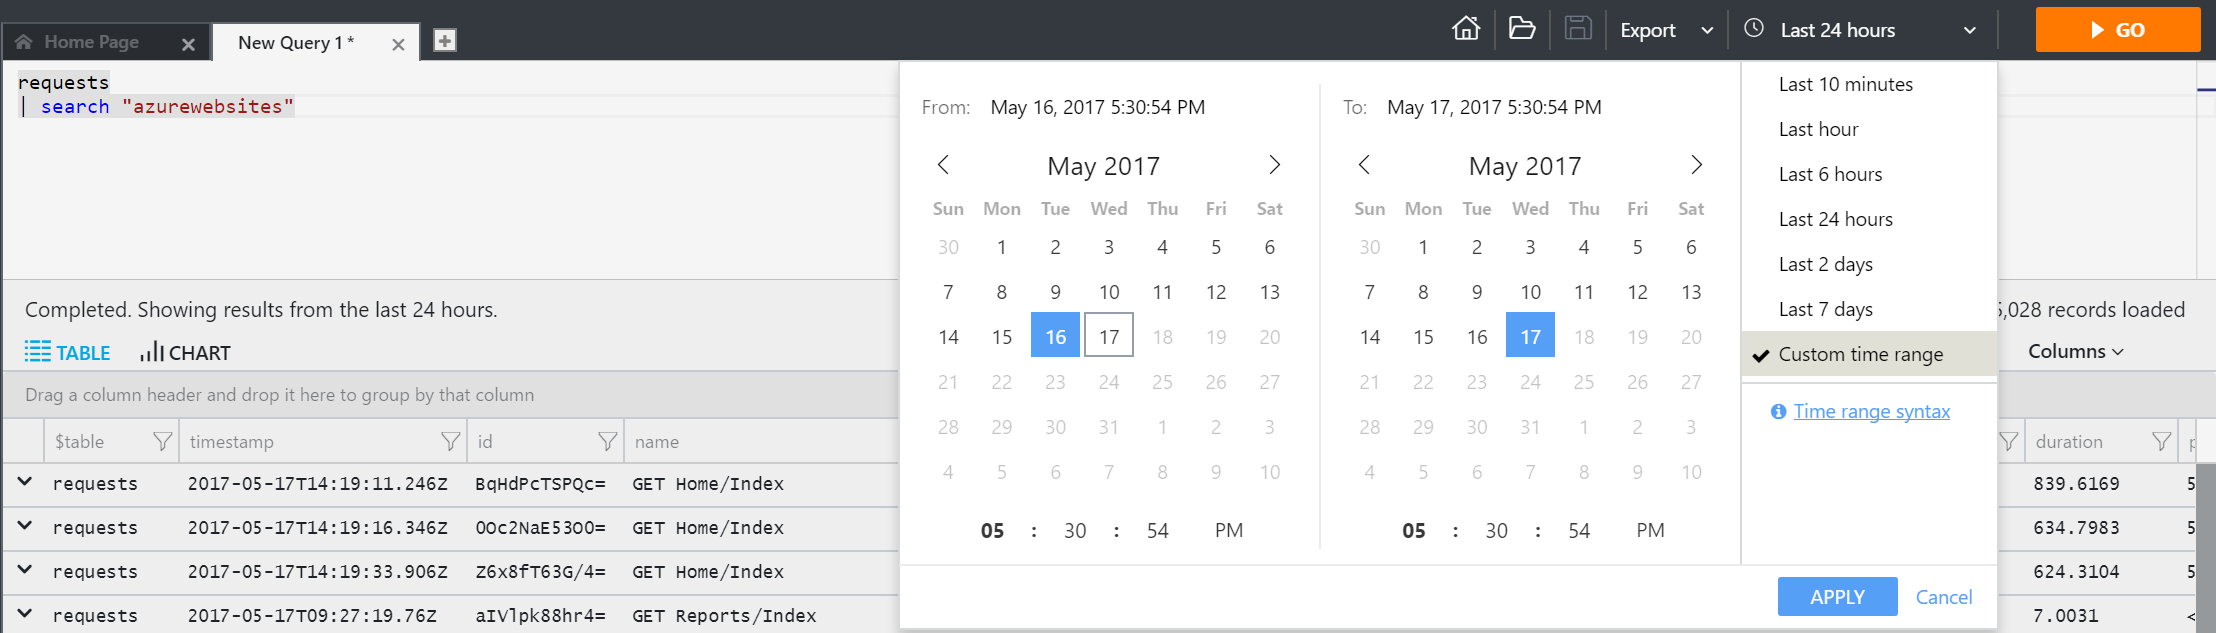 Home Page
New Query 1*
Export
Last 24 hours
GO
requests
| search "azurewebsites"
From: May 16, 2017 5:30:54 PM
May 2017
Sun Mon Tue Wed Thu Fri Sat
30 1 2 3 4 5 6
7 8 9 10 11 12 13
14 15 16 17 18 19 20
21 22 23 24 25 26 27
28 29 30 31 1 2 3
4 5 6 7 8 9 10
05 : 30 : 54 PM
To: May 17, 2017 5:30:54 PM
May 2017
Sun Mon Tue Wed Thu Fri Sat
30 1 2 3 4 5 6
7 8 9 10 11 12 13
14 15 16 17 18 19 20
21 22 23 24 25 26 27
28 29 30 31 1 2 3
4 5 6 7 8 9 10
05 : 30 : 54 PM
Last 10 minutes
Last hour
Last 6 hours
Last 24 hours
Last 2 days
Last 7 days
Custom time range
Time range syntax
APPLY Cancel
Completed. Showing results from the last 24 hours.
,028 records loaded
TABLE CHART
Columns
Drag a column header and drop it here to group by that column
$table timestamp id name duration
requests 2017-05-17T14:19:11.246Z BqHdPcTSPQc= GET Home/Index 839.6169 5
requests 2017-05-17T14:19:16.346Z OOc2NaE53OO= GET Home/Index 634.7983 5
requests 2017-05-17T14:19:33.906Z Z6x8fT63G/4= GET Home/Index 624.3104 5
requests 2017-05-17T09:27:19.76Z aIVlpk88hr4= GET Reports/Index 7.0031 <